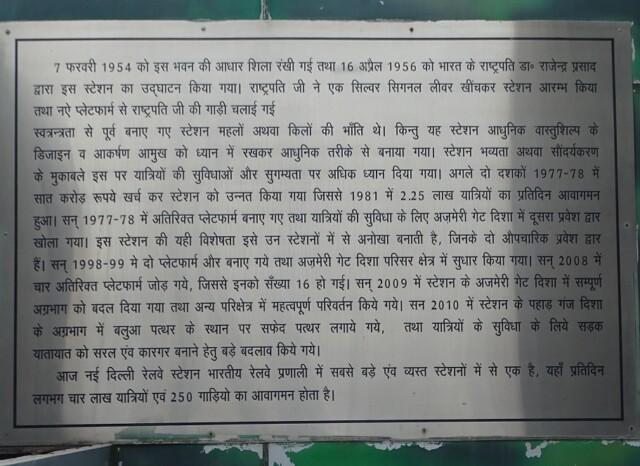 7 फरवरी 1954 को इस भवन की आधार शिला रंखी गई तथा 16 अप्रैल 1956 को भारत के राष्ट्रपति डा० राजेन्द्र प्रसाद
द्वारा इस स्टेशन का उद्घाटन किया गया। राष्ट्रपति जी ने एक सिल्वर सिगनल लीवर खींचकर स्टेशन आरम्भ किया
तथा नऐ प्लेटफार्म से राष्ट्रपति जी की गाड़ी चलाई गई
स्वत्रन्त्रता से पूर्व बनाए गए स्टेशन महलों अथवा किलों की भाँति थे। किन्तु यह स्टेशन आधुनिक वास्तुशिल्प के
डिजाइन व आकर्षण आमुख को ध्यान में रखकर आधुनिक तरीके से बनाया गया। स्टेशन भव्यता अथवा सौंदर्यकरण
के मुकाबले इस पर यात्रियों की सुविधाओं और सुगम्यता पर अधिक ध्यान दिया गया। अगले दो दशकों 1977-78 में
सात करोड़ रूपये खर्च कर स्टेशन को उन्नत किया गया जिससे 1981 में 2.25 लाख यात्रियों का प्रतिदिन आवागमन
हुआ। सन् 1977-78 में अतिरिक्त प्लेटफार्म बनाए गए तथा यात्रियों की सुविधा के लिए अज़मेरी गेट दिशा में दूसरा प्रवेश द्वार
खोला गया। इस स्टेशन की यही विशेषता इसे उन स्टेशनों में से अनोखा बनाती है, जिनके दो औपचारिक प्रवेश द्वार
हैं। सन् 1998-99 मे दो प्लेटफार्म और बनाए गये तथा अज़मेरी गेट दिशा परिसर क्षेत्र में सुधार किया गया। सन् 2008 में
चार अतिरिक्त प्लेटफार्म जोड़ गये, जिससे इनको सँख्या 16 हो गई। सन् 2009 में स्टेशन के अजमेरी गेट दिशा में सम्पूर्ण
अग्रभाग को बदल दिया गया तथा अन्य परिक्षेत्र में महत्वपूर्ण परिवर्तन किये गये। सन 2010 में स्टेशन के पहाड़ गंज दिशा
के अग्रभाग में बलुआ पत्थर के स्थान पर सफेद पत्थर लगाये गये, तथा यात्रियों के सुविधा के लिये सड़क
यातायात को सरल एंव कारगर बनाने हेतु बड़े बदलाव किये गये।
आज नई दिल्ली रेलवे स्टेशन भारतीय रेलवे प्रणाली में सबसे बड़े एंव व्यस्त स्टेशनों में से एक है, यहाँ प्रतिदिन
लगभग चार लाख यात्रियों एवं 250 गाड़ियो का आवागमन होता है।